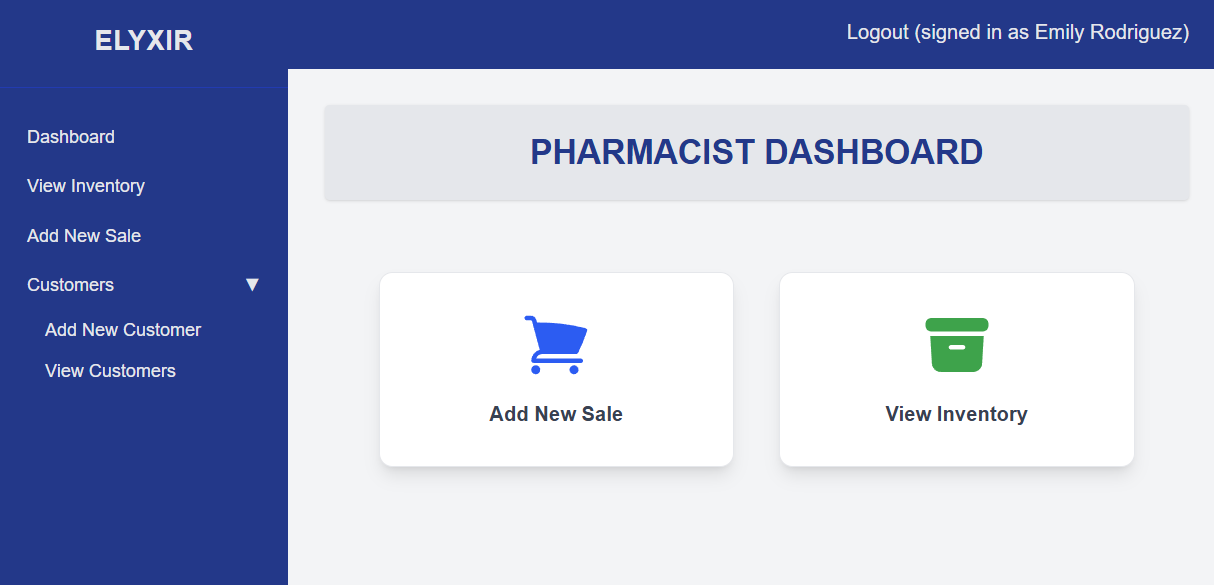 ELYXIR
Logout (signed in as Emily Rodriguez)
Dashboard
View Inventory
Add New Sale
Customers ▼
Add New Customer
View Customers
PHARMACIST DASHBOARD
Add New Sale
View Inventory